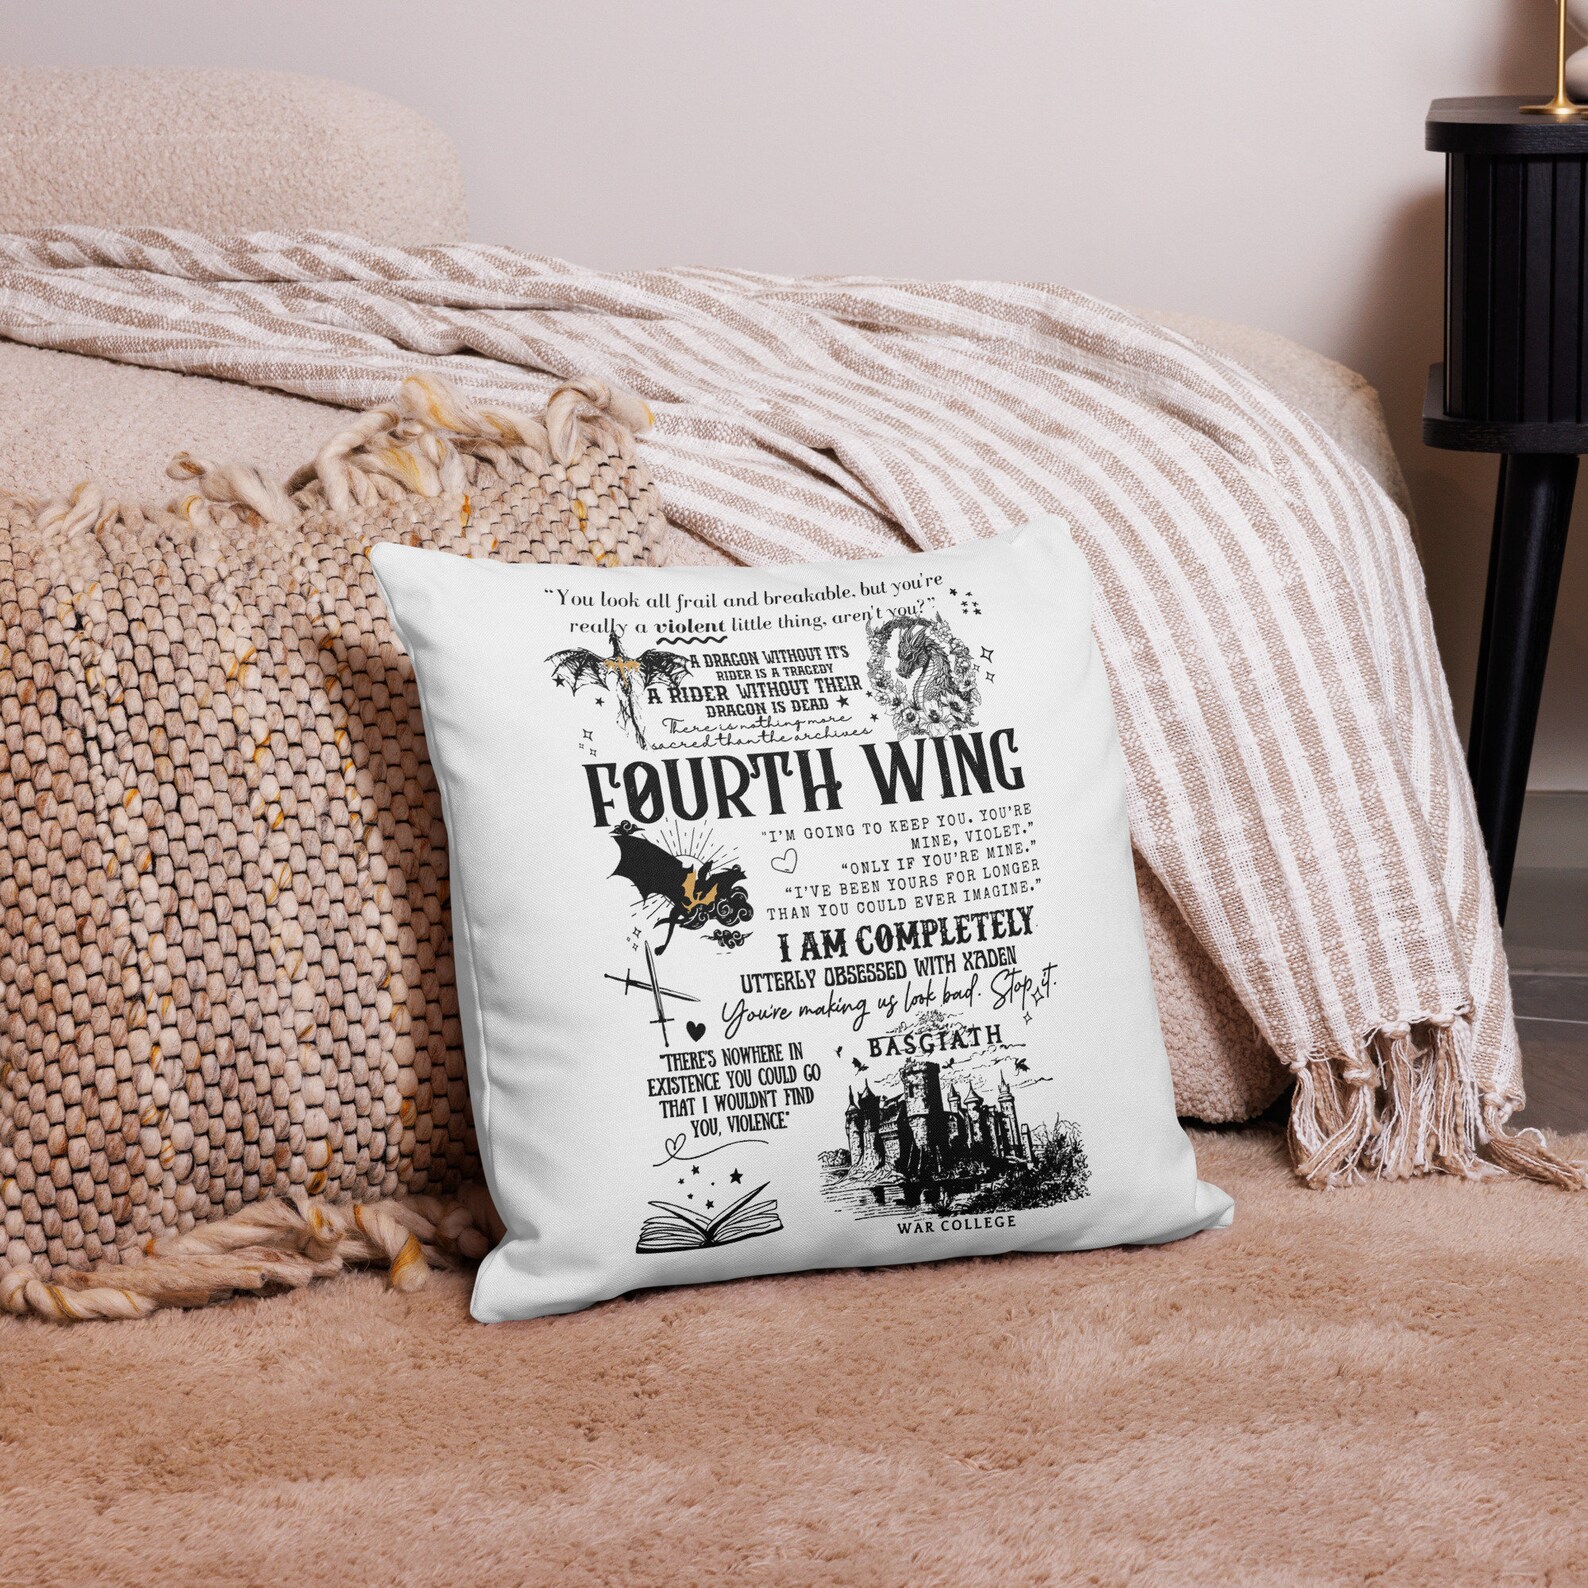 "You look all frail and breakable, but you're
really a violent little thing, aren't you?"
A DRAGON WITHOUT IT'S
RIDER IS A TRAGEDY
A RIDER WITHOUT THEIR
DRAGON IS DEAD
There is nothing more
sacred than the archives
FOURTH WING
"I'M GOING TO KEEP YOU. YOU'RE
MINE, VIOLET."
"ONLY IF YOU'RE MINE."
"I'VE BEEN YOURS FOR LONGER
THAN YOU COULD EVER IMAGINE."
I AM COMPLETELY
UTTERLY OBSESSED WITH XADEN
You're making us look bad. Stop it.
"THERE'S NOWHERE IN
EXISTENCE YOU COULD GO
THAT I WOULDN'T FIND
YOU, VIOLENCE"
BASGIATH
WAR COLLEGE